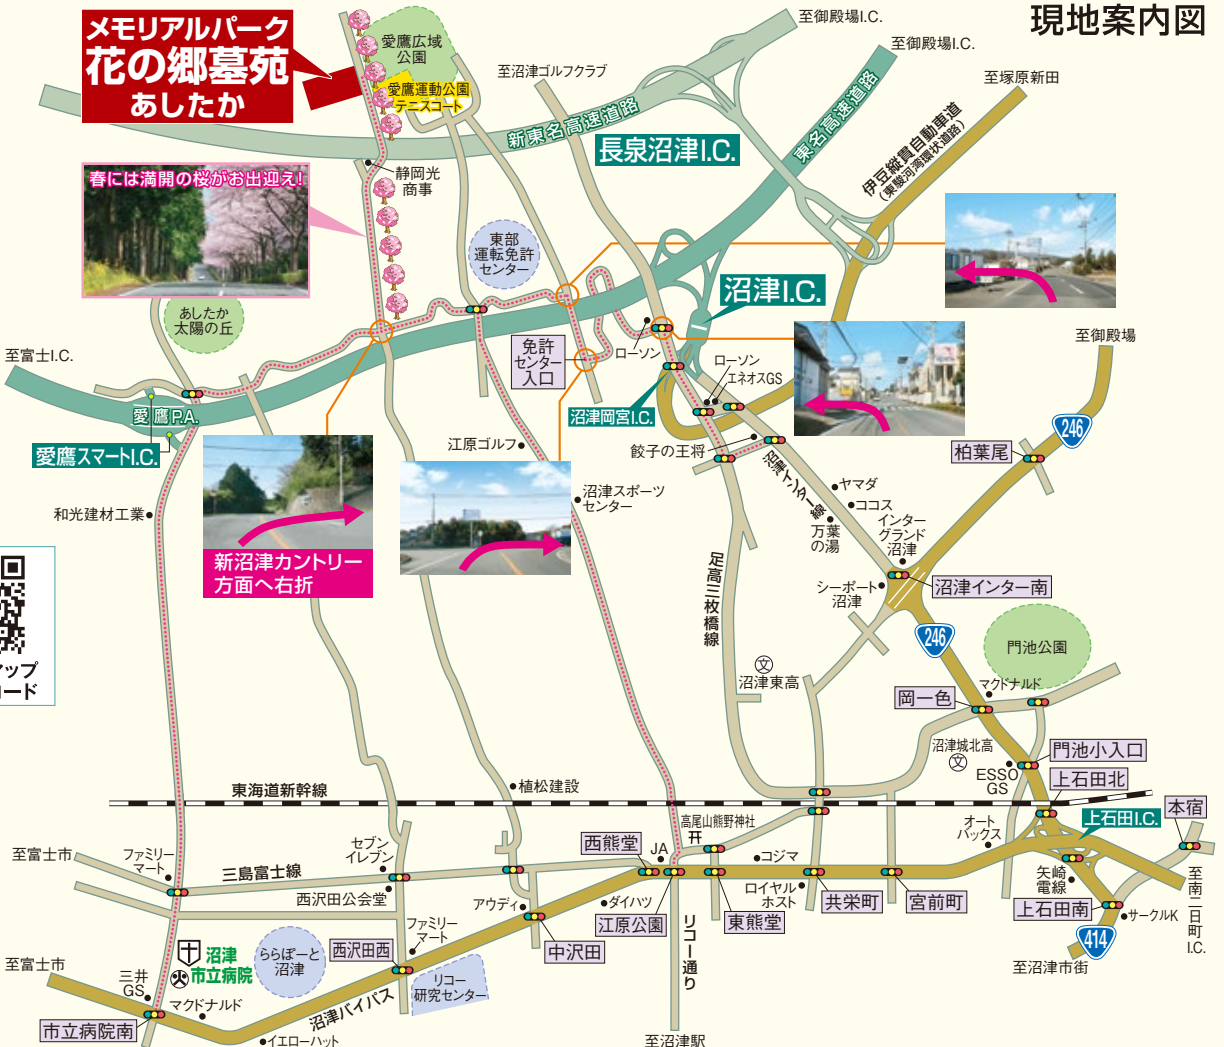 現地案内図
メモリアルパーク
花の郷墓苑
あしたか
愛鷹広域
公園
愛鷹運動公園
テニスコート
至沼津ゴルフクラブ
至御殿場I.C.
至御殿場I.C.
至塚原新田
新東名高速道路
長泉沼津I.C.
東名高速道路
伊豆縦貫自動車道
(東駿河湾環状道路)
静岡光
商事
春には満開の桜がお出迎え!
東部
運転免許
センター
あしたか
太陽の丘
沼津I.C.
至富士I.C.
免許
センター
入口
ローソン
ローソン
エネオスGS
至御殿場
愛鷹P.A.
愛鷹スマートI.C.
沼津岡宮I.C.
江原ゴルフ
餃子の王将
246
柏葉尾
和光建材工業
新沼津カントリー
方面へ右折
沼津スポーツ
センター
沼津インター線
ヤマダ
ココス
万葉
の湯
インター
グランド
沼津
足高三枚橋線
シーポート
沼津
沼津インター南
246
門池公園
文
沼津東高
マクドナルド
岡一色
沼津城北高
文
門池小入口
ESSO
GS
上石田北
東海道新幹線
植松建設
高尾山熊野神社
オート
バックス
上石田I.C.
本宿
至富士市
ファミリー
マート
三島富士線
セブン
イレブン
西沢田公会堂
西熊堂
JA
コジマ
ロイヤル
ホスト
矢崎
電線
至南二日町I.C.
アウディ
ダイハツ
江原公園
東熊堂
共栄町
宮前町
上石田南
サークルK
414
至沼津市街
中沢田
リコー通り
沼津
市立病院
ららぽーと
沼津
西沢田西
ファミリー
マート
リコー
研究センター
至富士市
三井
GS
マクドナルド
沼津バイパス
市立病院南
イエローハット
至沼津駅